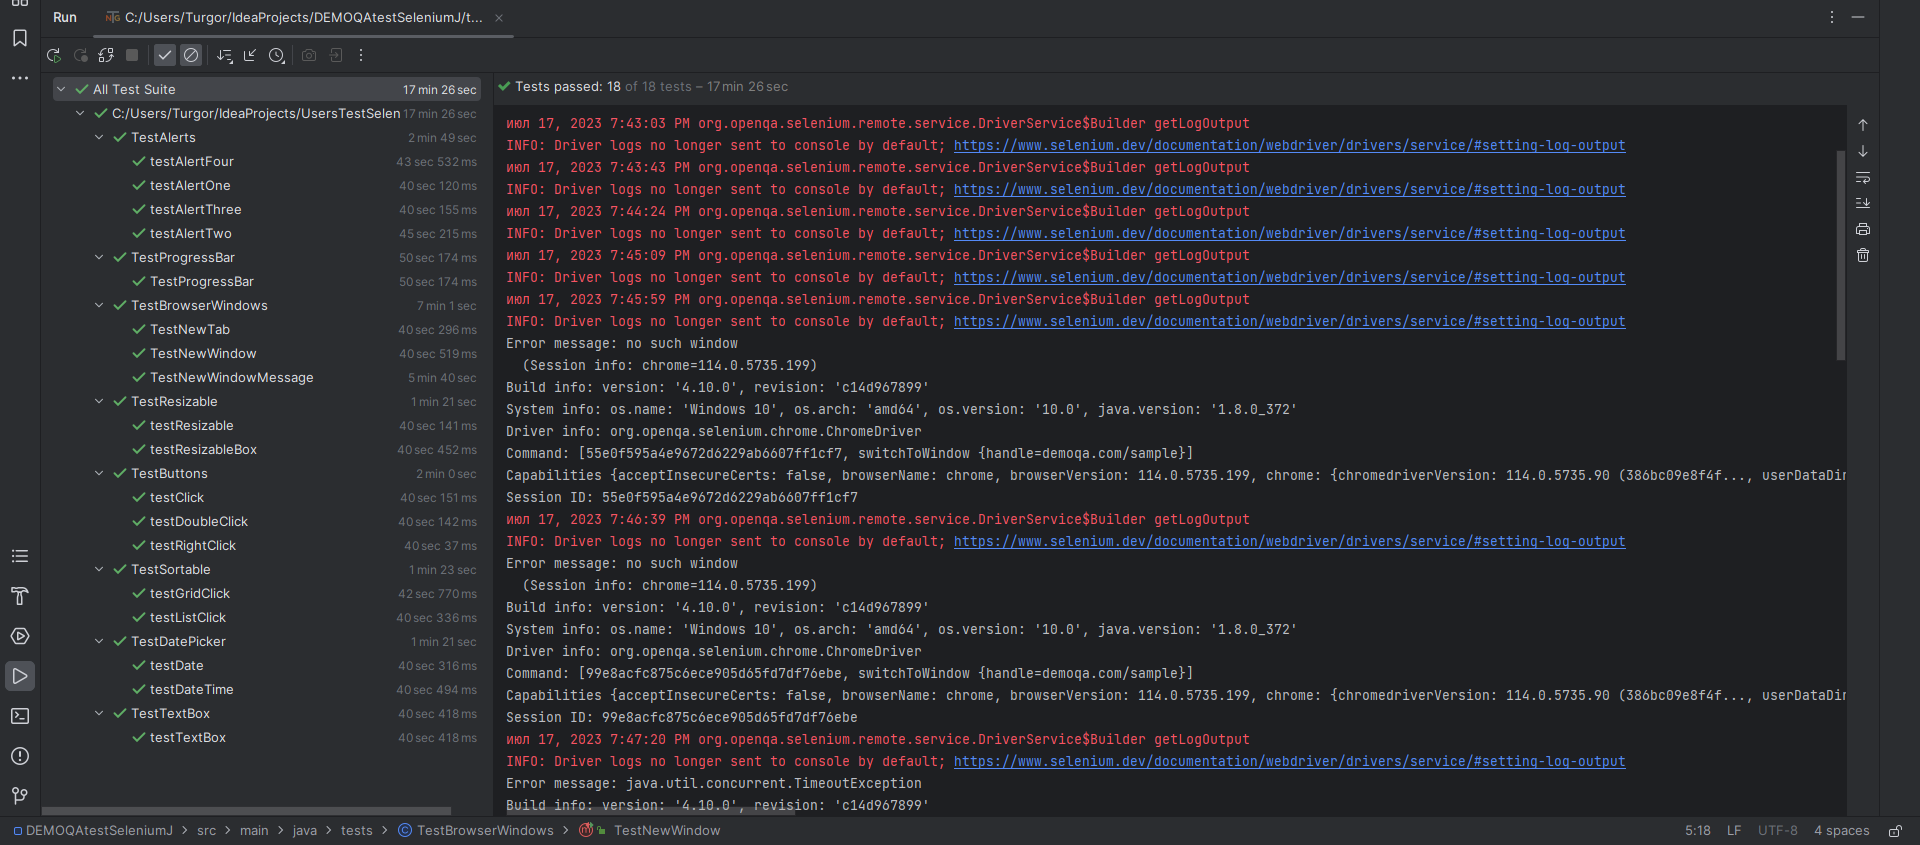 Run
C:/Users/Turgor/IdeaProjects/DEMOQAtestSeleniumJ/t...
All Test Suite 17 min 26 sec
C:/Users/Turgor/IdeaProjects/UsersTestSelen 17 min 26 sec
TestAlerts 2 min 49 sec
testAlertFour 43 sec 532 ms
testAlertOne 40 sec 120 ms
testAlertThree 40 sec 155 ms
testAlertTwo 45 sec 215 ms
TestProgressBar 50 sec 174 ms
TestProgressBar 50 sec 174 ms
TestBrowserWindows 7 min 1 sec
TestNewTab 40 sec 296 ms
TestNewWindow 40 sec 519 ms
TestNewWindowMessage 5 min 40 sec
TestResizable 1 min 21 sec
testResizable 40 sec 141 ms
testResizableBox 40 sec 452 ms
TestButtons 2 min 0 sec
testClick 40 sec 151 ms
testDoubleClick 40 sec 142 ms
testRightClick 40 sec 37 ms
TestSortable 1 min 23 sec
testGridClick 42 sec 770 ms
testListClick 40 sec 336 ms
TestDatePicker 1 min 21 sec
testDate 40 sec 316 ms
testDateTime 40 sec 494 ms
TestTextBox 40 sec 418 ms
testTextBox 40 sec 418 ms
Tests passed: 18 of 18 tests – 17 min 26 sec
июл 17, 2023 7:43:03 PM org.openqa.selenium.remote.service.DriverService$Builder getLogOutput
INFO: Driver logs no longer sent to console by default; https://www.selenium.dev/documentation/webdriver/drivers/service/#setting-log-output
июл 17, 2023 7:43:43 PM org.openqa.selenium.remote.service.DriverService$Builder getLogOutput
INFO: Driver logs no longer sent to console by default; https://www.selenium.dev/documentation/webdriver/drivers/service/#setting-log-output
июл 17, 2023 7:44:24 PM org.openqa.selenium.remote.service.DriverService$Builder getLogOutput
INFO: Driver logs no longer sent to console by default; https://www.selenium.dev/documentation/webdriver/drivers/service/#setting-log-output
июл 17, 2023 7:45:09 PM org.openqa.selenium.remote.service.DriverService$Builder getLogOutput
INFO: Driver logs no longer sent to console by default; https://www.selenium.dev/documentation/webdriver/drivers/service/#setting-log-output
июл 17, 2023 7:45:59 PM org.openqa.selenium.remote.service.DriverService$Builder getLogOutput
INFO: Driver logs no longer sent to console by default; https://www.selenium.dev/documentation/webdriver/drivers/service/#setting-log-output
Error message: no such window
(Session info: chrome=114.0.5735.199)
Build info: version: '4.10.0', revision: 'c14d967899'
System info: os.name: 'Windows 10', os.arch: 'amd64', os.version: '10.0', java.version: '1.8.0_372'
Driver info: org.openqa.selenium.chrome.ChromeDriver
Command: [55e0f595a4e9672d6229ab6607ff1cf7, switchToWindow {handle=demoqa.com/sample}]
Capabilities {acceptInsecureCerts: false, browserName: chrome, browserVersion: 114.0.5735.199, chrome: {chromedriverVersion: 114.0.5735.90 (386bc09e8f4f..., userDataDir
Session ID: 55e0f595a4e9672d6229ab6607ff1cf7
июл 17, 2023 7:46:39 PM org.openqa.selenium.remote.service.DriverService$Builder getLogOutput
INFO: Driver logs no longer sent to console by default; https://www.selenium.dev/documentation/webdriver/drivers/service/#setting-log-output
Error message: no such window
(Session info: chrome=114.0.5735.199)
Build info: version: '4.10.0', revision: 'c14d967899'
System info: os.name: 'Windows 10', os.arch: 'amd64', os.version: '10.0', java.version: '1.8.0_372'
Driver info: org.openqa.selenium.chrome.ChromeDriver
Command: [99e8acfc875c6ece905d65fd7df76ebe, switchToWindow {handle=demoqa.com/sample}]
Capabilities {acceptInsecureCerts: false, browserName: chrome, browserVersion: 114.0.5735.199, chrome: {chromedriverVersion: 114.0.5735.90 (386bc09e8f4f..., userDataDir
Session ID: 99e8acfc875c6ece905d65fd7df76ebe
июл 17, 2023 7:47:20 PM org.openqa.selenium.remote.service.DriverService$Builder getLogOutput
INFO: Driver logs no longer sent to console by default; https://www.selenium.dev/documentation/webdriver/drivers/service/#setting-log-output
Error message: java.util.concurrent.TimeoutException
Build info: version: '4.10.0', revision: 'c14d967899'
DEMOQAtestSeleniumJ > src > main > java > tests > TestBrowserWindows > TestNewWindow
5:18 LF UTF-8 4 spaces